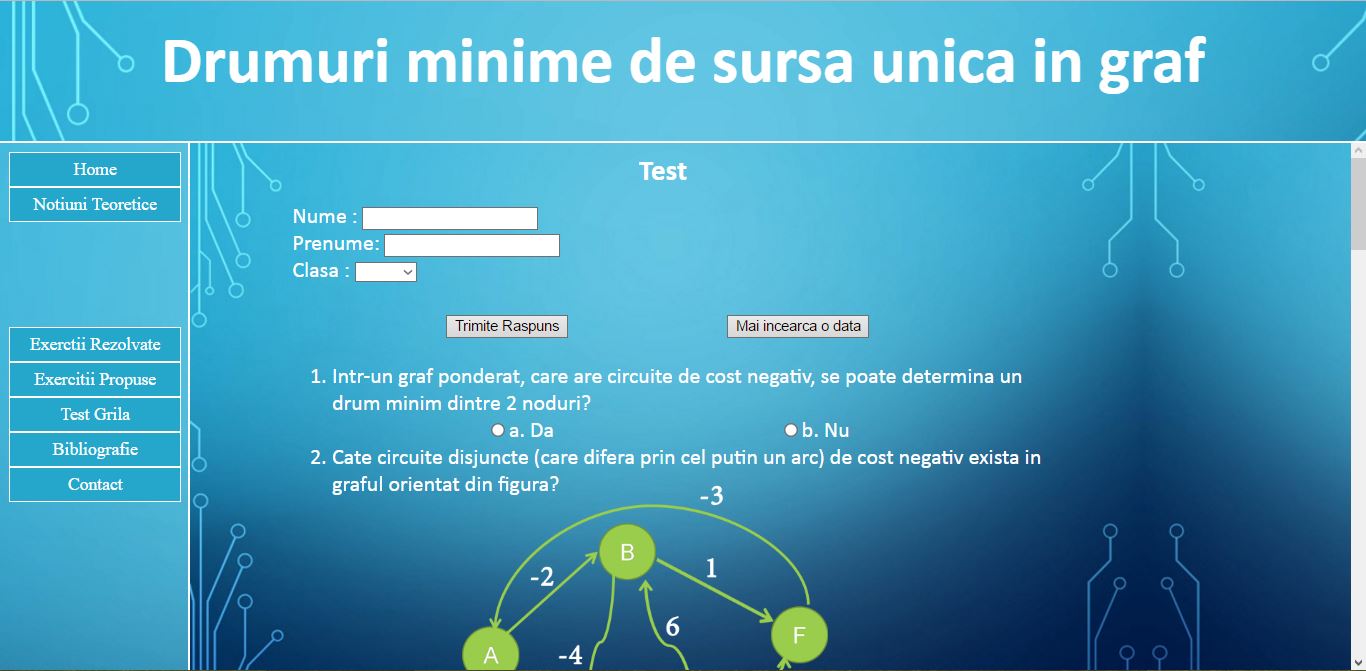 Drumuri minime de sursa unica in graf
Home
Notiuni Teoretice
Exerctii Rezolvate
Exercitii Propuse
Test Grila
Bibliografie
Contact
Test
Nume :
Prenume:
Clasa :
Trimite Raspuns
Mai incearca o data
1. Intr-un graf ponderat, care are circuite de cost negativ, se poate determina un
drum minim dintre 2 noduri?
a. Da
b. Nu
2. Cate circuite disjuncte (care difera prin cel putin un arc) de cost negativ exista in
graful orientat din figura?
-3
B
-2
1
6
F
A
-4